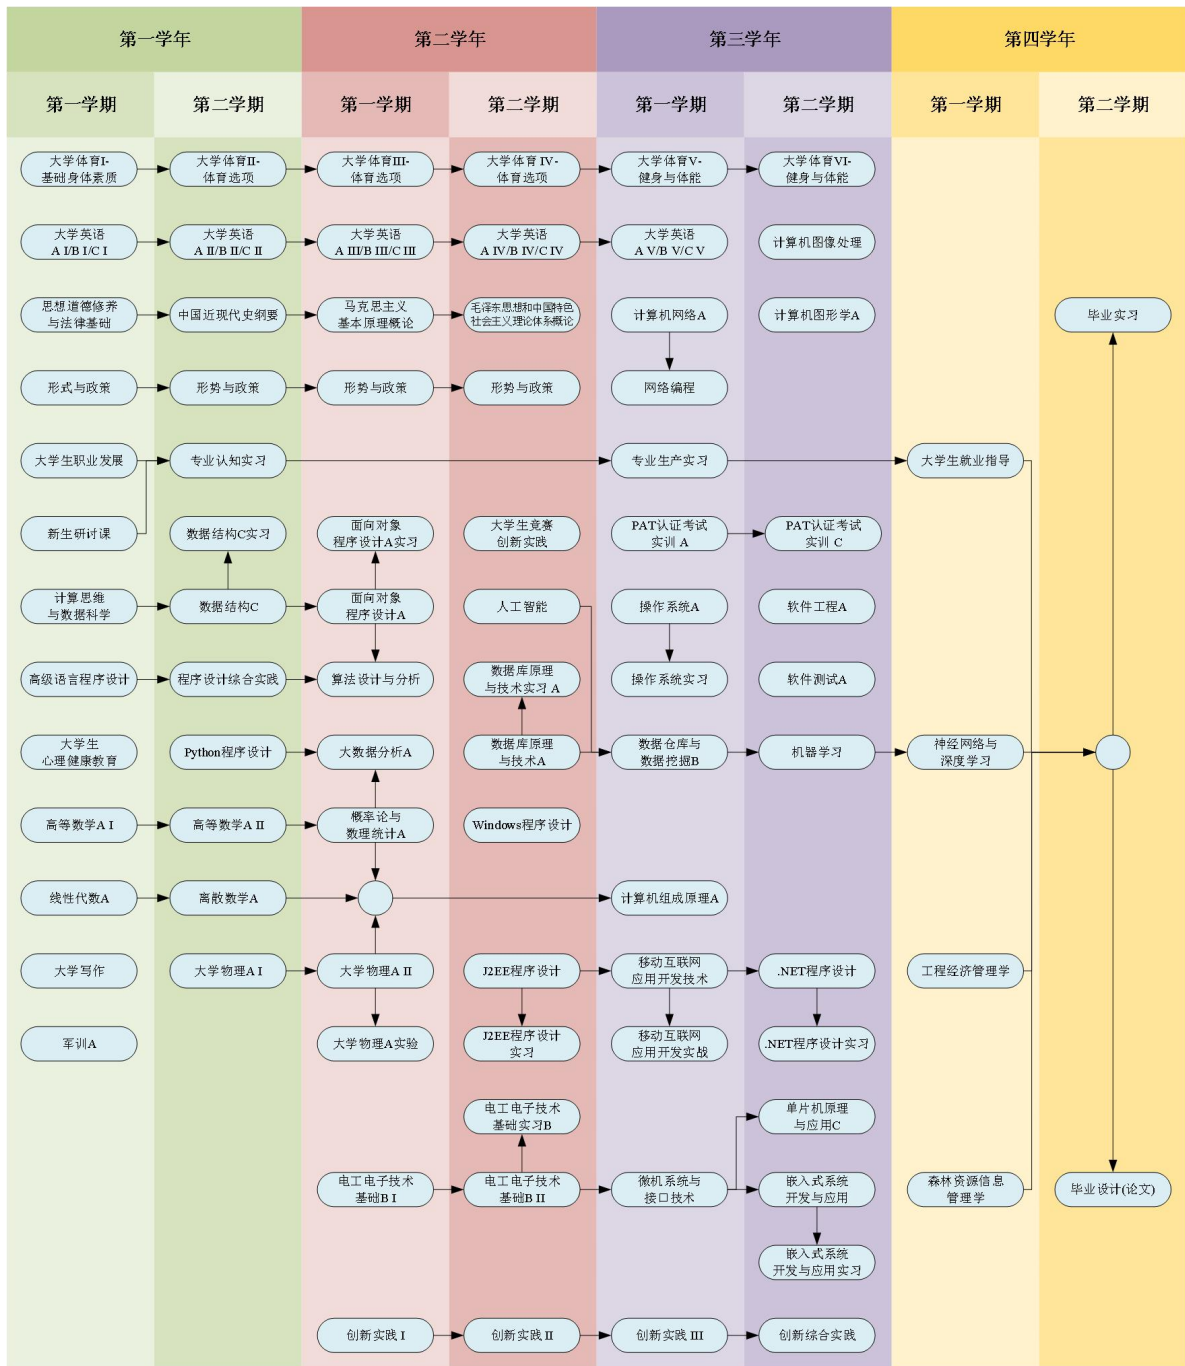 第一学年
第二学年
第三学年
第四学年
第一学期
第二学期
第一学期
第二学期
第一学期
第二学期
第一学期
第二学期
大学体育I-
基础身体素质
大学体育II-
体育选项
大学体育III-
体育选项
大学体育 IV-
体育选项
大学体育V-
健身与体能
大学体育VI-
健身与体能
大学英语
A I/B I/C I
大学英语
A II/B II/C II
大学英语
A III/B III/C III
大学英语
A IV/B IV/C IV
大学英语
A V/B V/C V
计算机图像处理
思想道德修养
与法律基础
中国近现代史纲要
马克思主义
基本原理概论
毛泽东思想和中国特色
社会主义理论体系概论
计算机网络A
计算机图形学A
毕业实习
形式与政策
形势与政策
形势与政策
形势与政策
网络编程
大学生职业发展
专业认知实习
专业生产实习
大学生就业指导
新生研讨课
数据结构C实习
面向对象
程序设计A实习
大学生竞赛
创新实践
PAT认证考试
实训 A
PAT认证考试
实训 C
计算思维
与数据科学
数据结构C
面向对象
程序设计A
人工智能
操作系统A
软件工程A
高级语言程序设计
程序设计综合实践
算法设计与分析
数据库原理
与技术实习 A
操作系统实习
软件测试A
大学生
心理健康教育
Python程序设计
大数据分析A
数据库原理
与技术A
数据仓库与
数据挖掘B
机器学习
神经网络与
深度学习
高等数学A I
高等数学A II
概率论与
数理统计A
Windows程序设计
线性代数A
离散数学A
计算机组成原理A
大学写作
大学物理A I
大学物理A II
J2EE程序设计
移动互联网
应用开发技术
.NET程序设计
工程经济管理学
军训A
大学物理A实验
J2EE程序设计
实习
移动互联网
应用开发实战
.NET程序设计实习
电工电子技术
基础实习B
单片机原理
与应用C
电工电子技术
基础B I
电工电子技术
基础B II
微机系统与
接口技术
嵌入式系统
开发与应用
森林资源信息
管理学
毕业设计(论文)
嵌入式系统
开发与应用实习
创新实践 I
创新实践 II
创新实践 III
创新综合实践